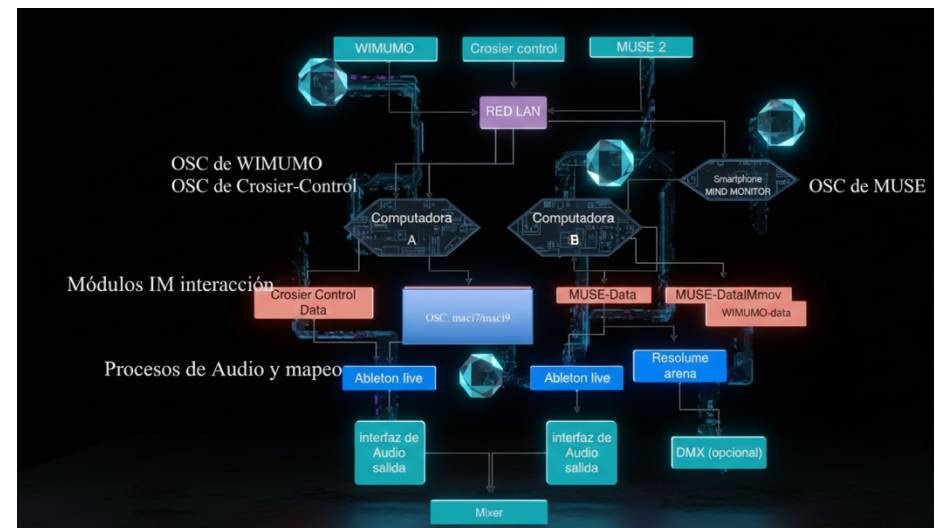 WIMUMO
Crosier control
MUSE 2
RED LAN
OSC de WIMUMO
OSC de Crosier-Control
Smartphone
MIND MONITOR
OSC de MUSE
Computadora
A
Computadora
B
Módulos IM interacción
Crosier Control
Data
OSC: maci7/maci9
MUSE-Data
MUSE-DataIMmov
WIMUMO-data
Procesos de Audio y mapeo
Ableton live
Ableton live
Resolume
arena
interfaz de
Audio
salida
interfaz de
Audio
salida
DMX (opcional)
Mixer